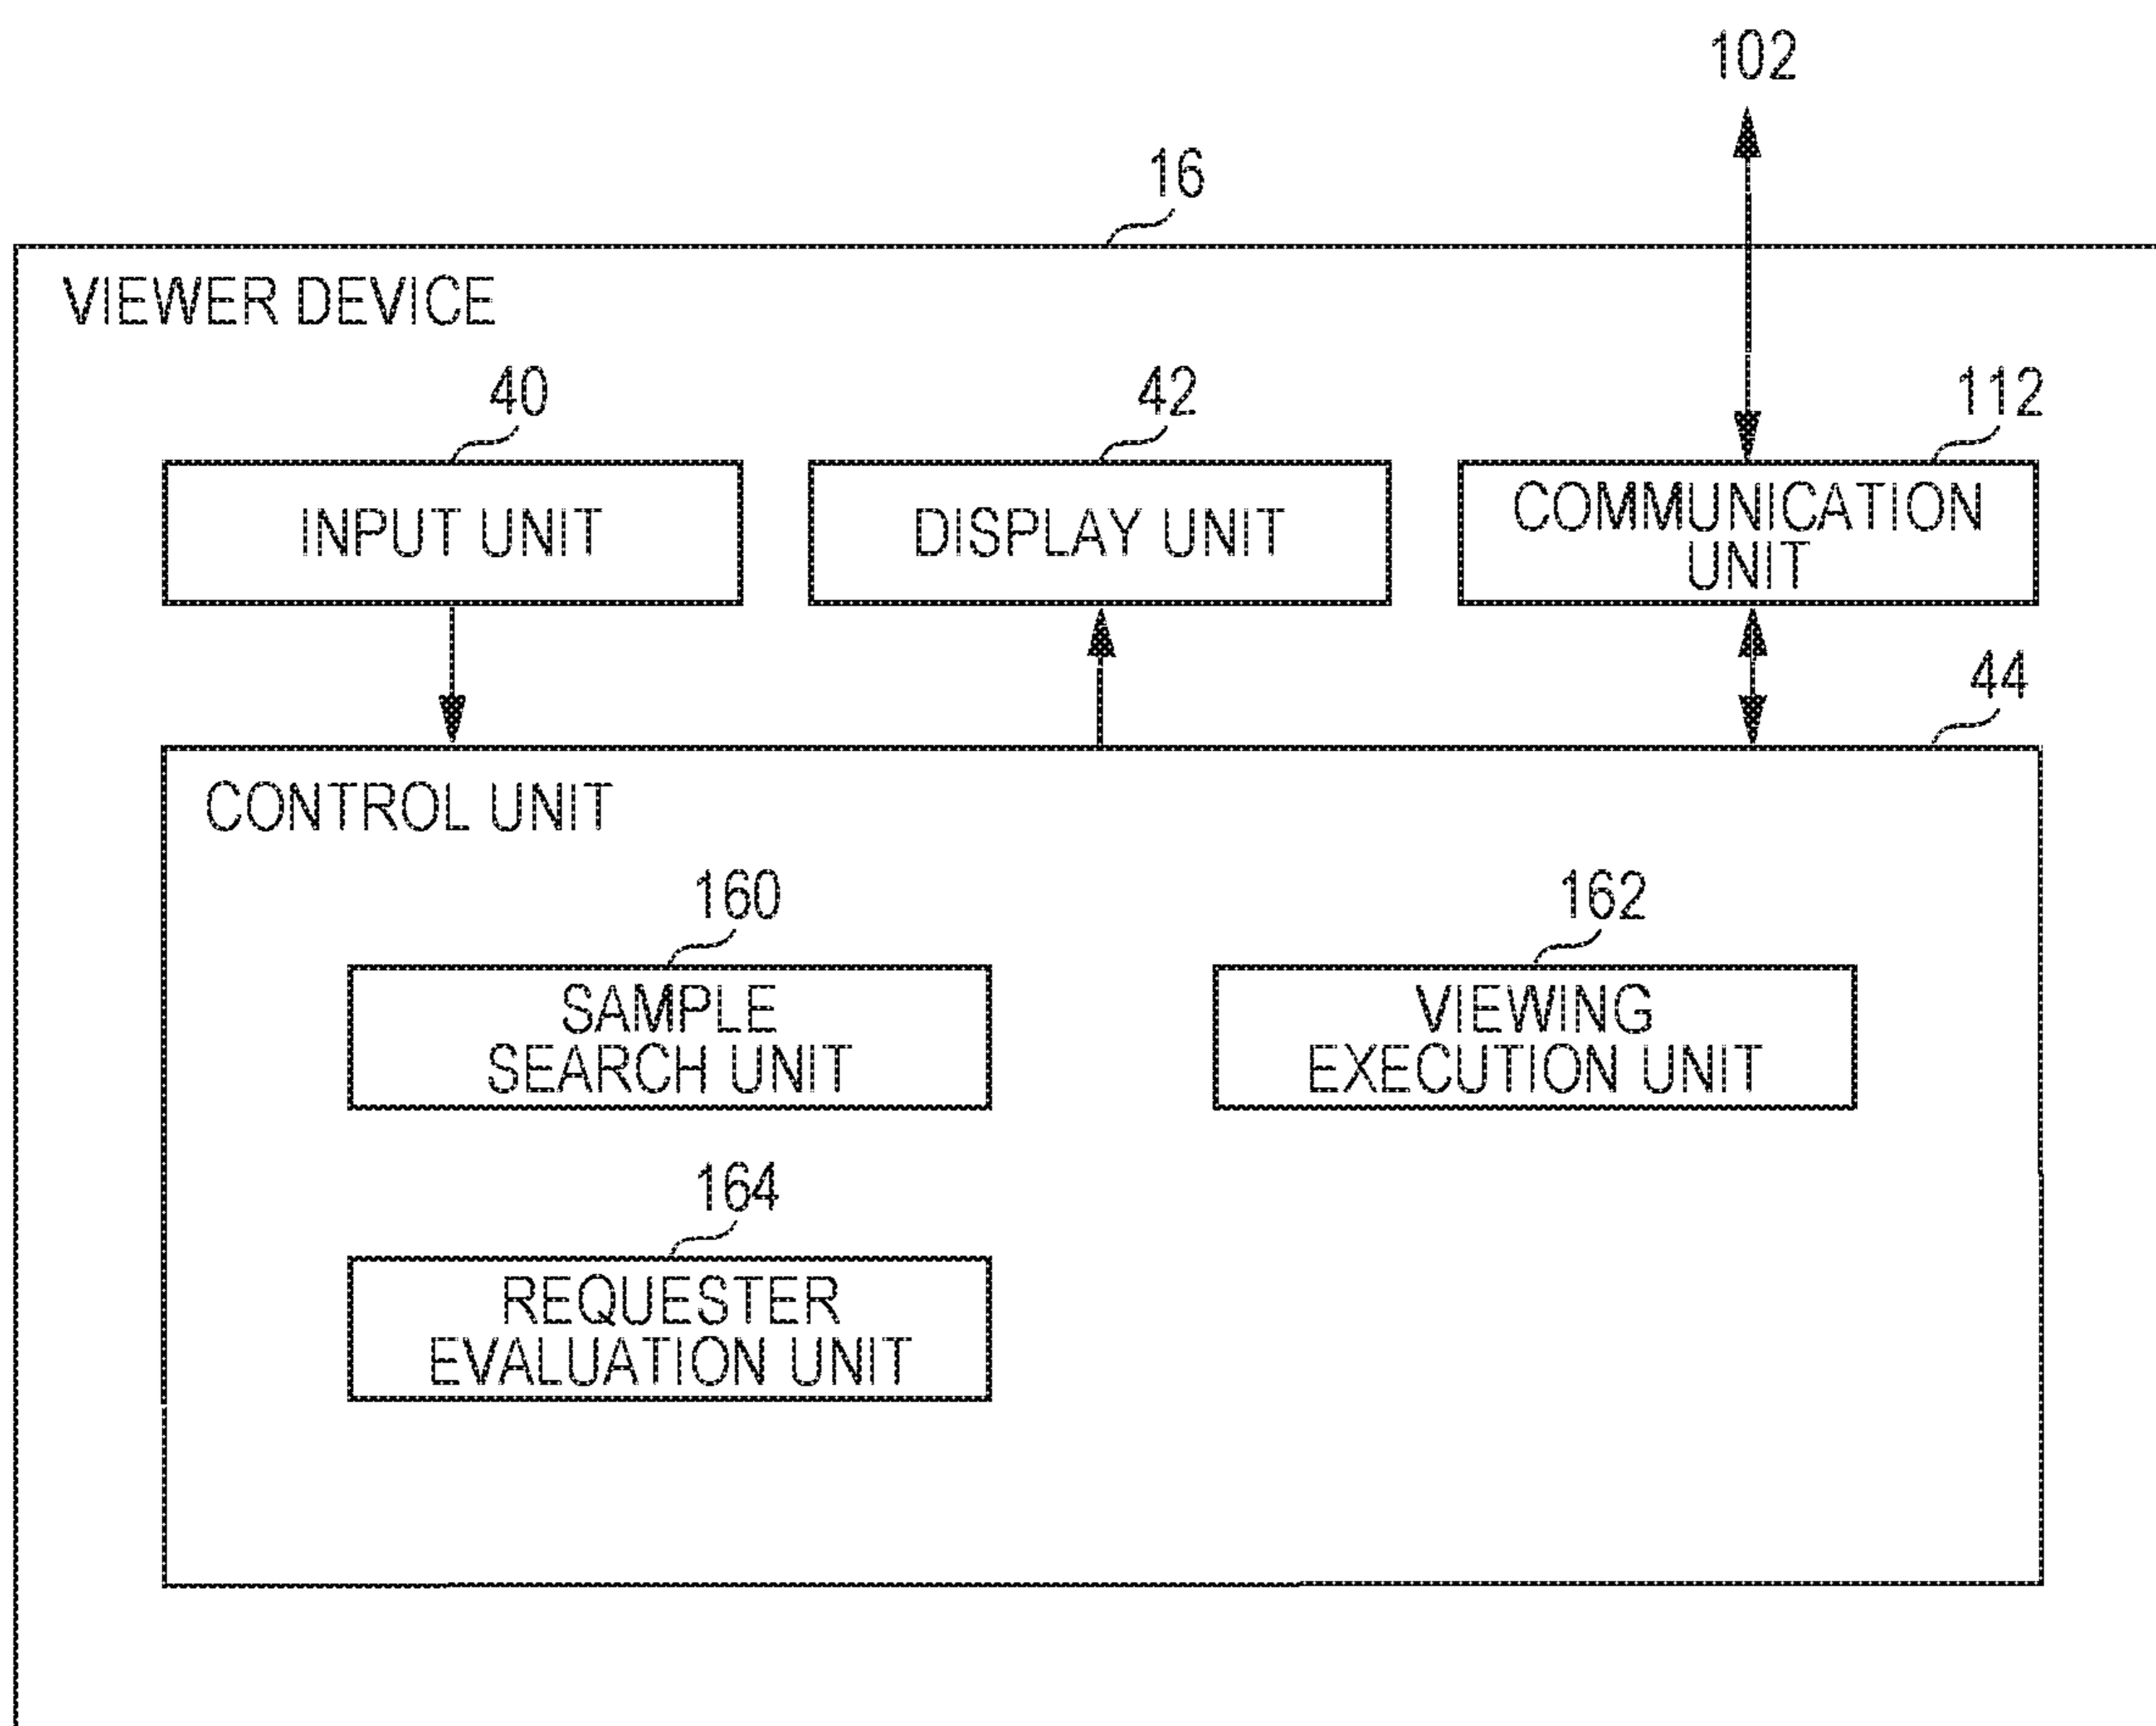 102
16
VIEWER DEVICE
40
42
112
INPUT UNIT
DISPLAY UNIT
COMMUNICATION
UNIT
44
CONTROL UNIT
160
162
SAMPLE
SEARCH UNIT
VIEWING
EXECUTION UNIT
164
REQUESTER
EVALUATION UNIT